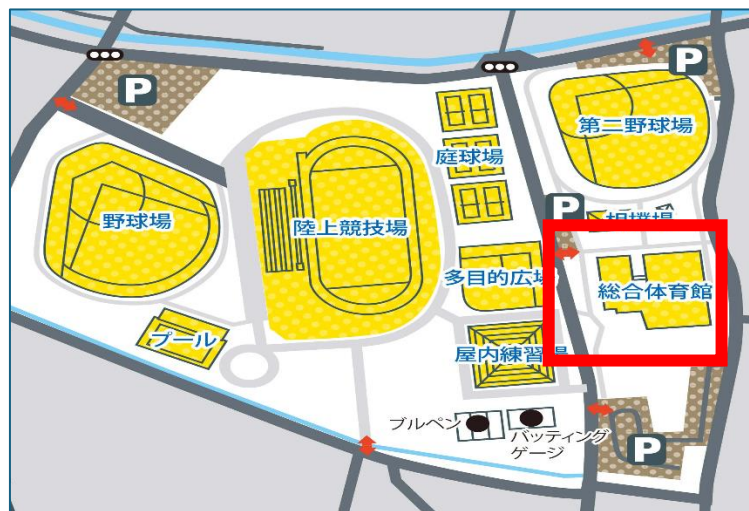 P
P
第二野球場
庭球場
P
相撲場
野球場
陸上競技場
多目的広場
総合体育館
プール
屋内練習場
ブルペン
バッティング
ゲージ
P